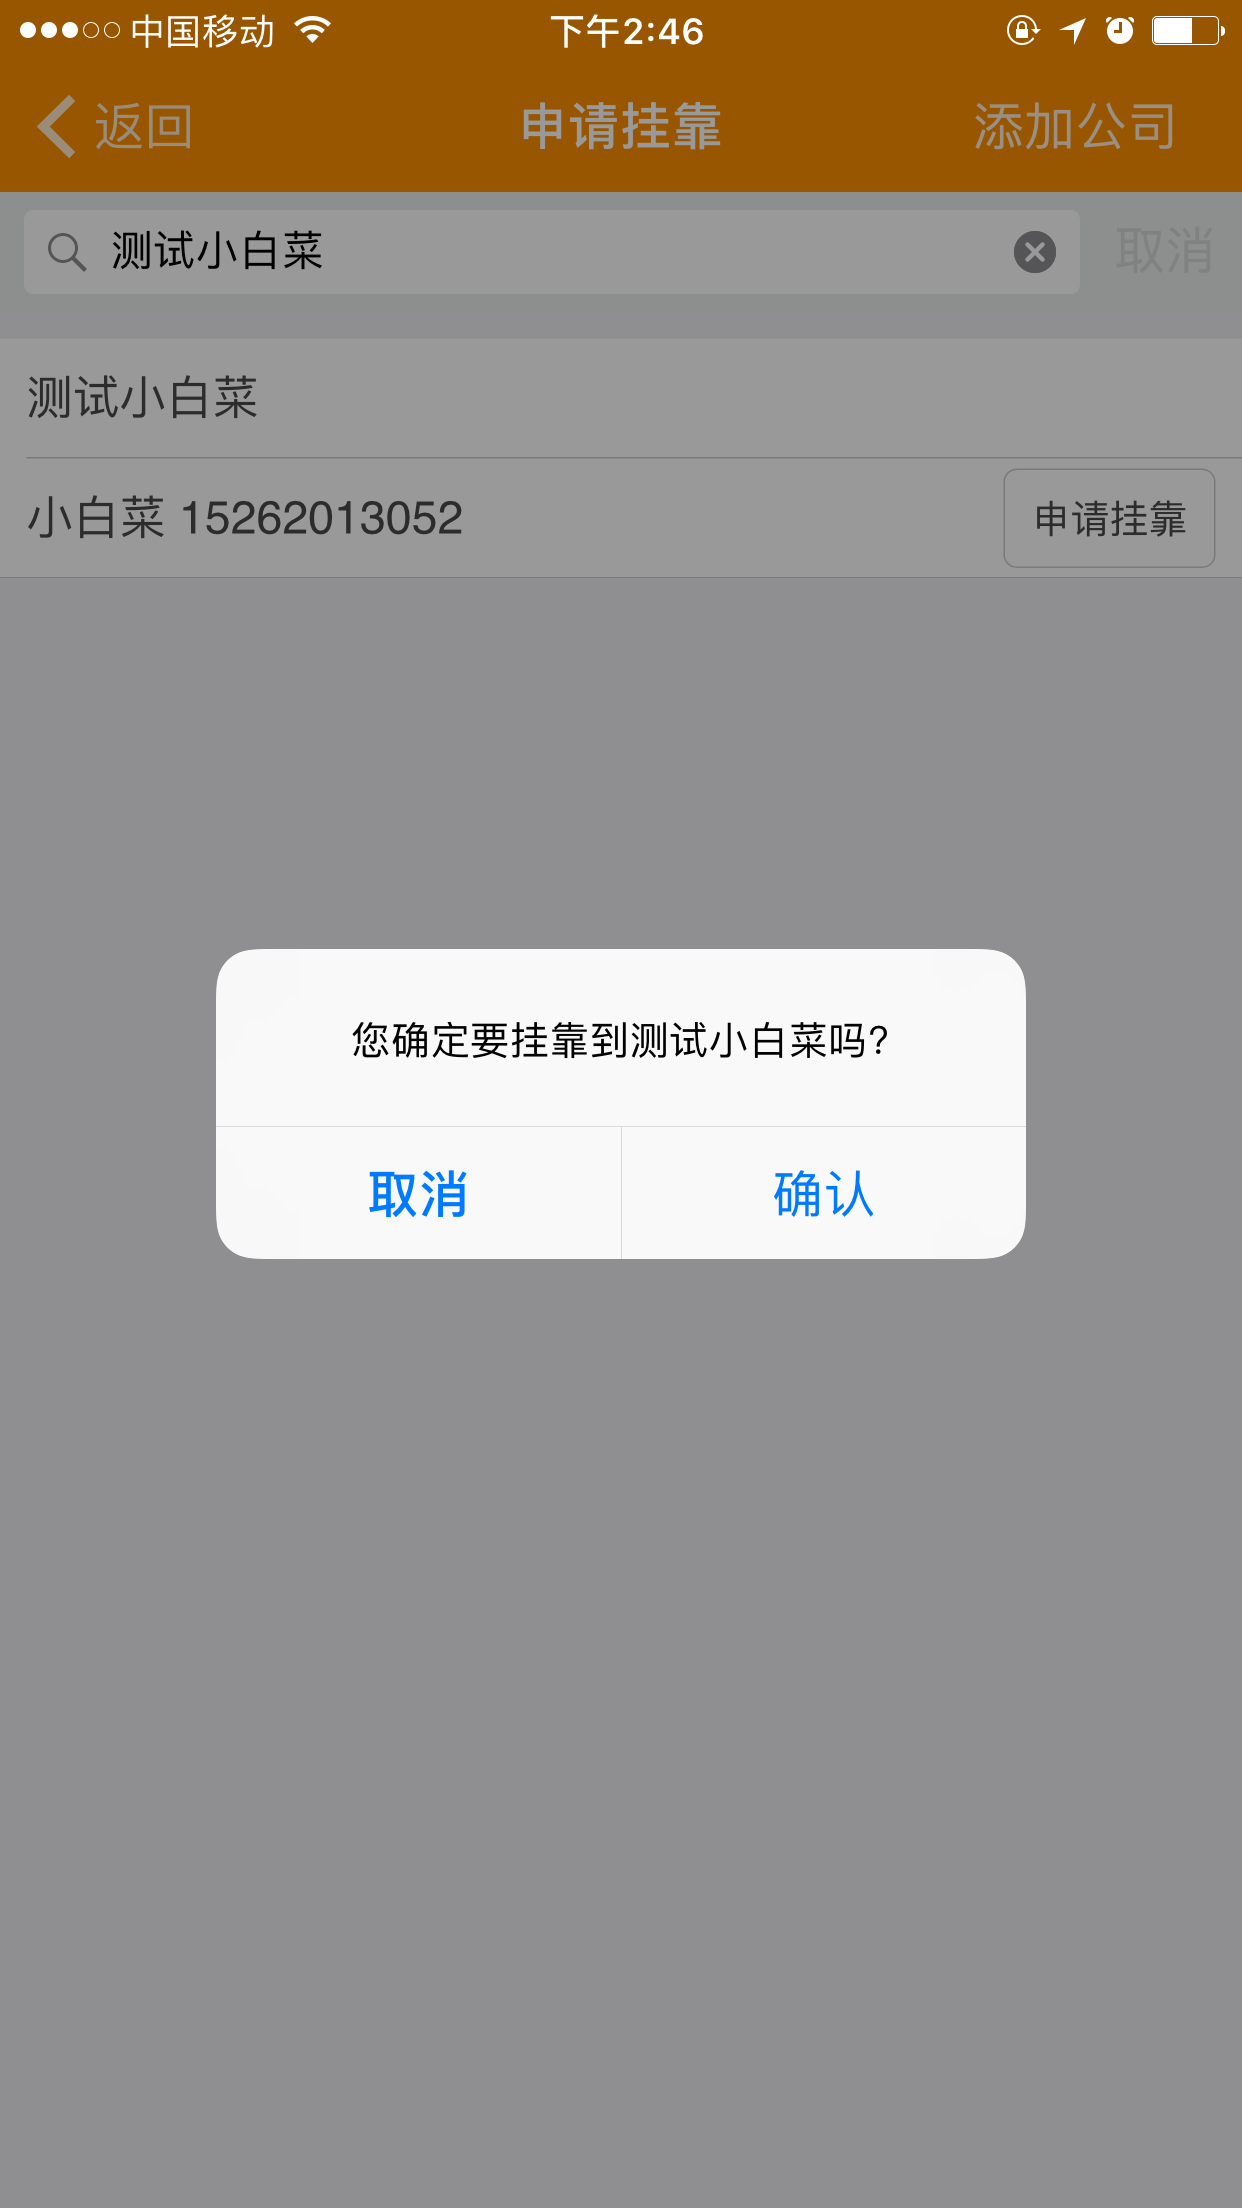 中国移动 下午2:46
返回 申请挂靠 添加公司
测试小白菜 取消
测试小白菜
小白菜 15262013052 申请挂靠
您确定要挂靠到测试小白菜吗?
取消 确认